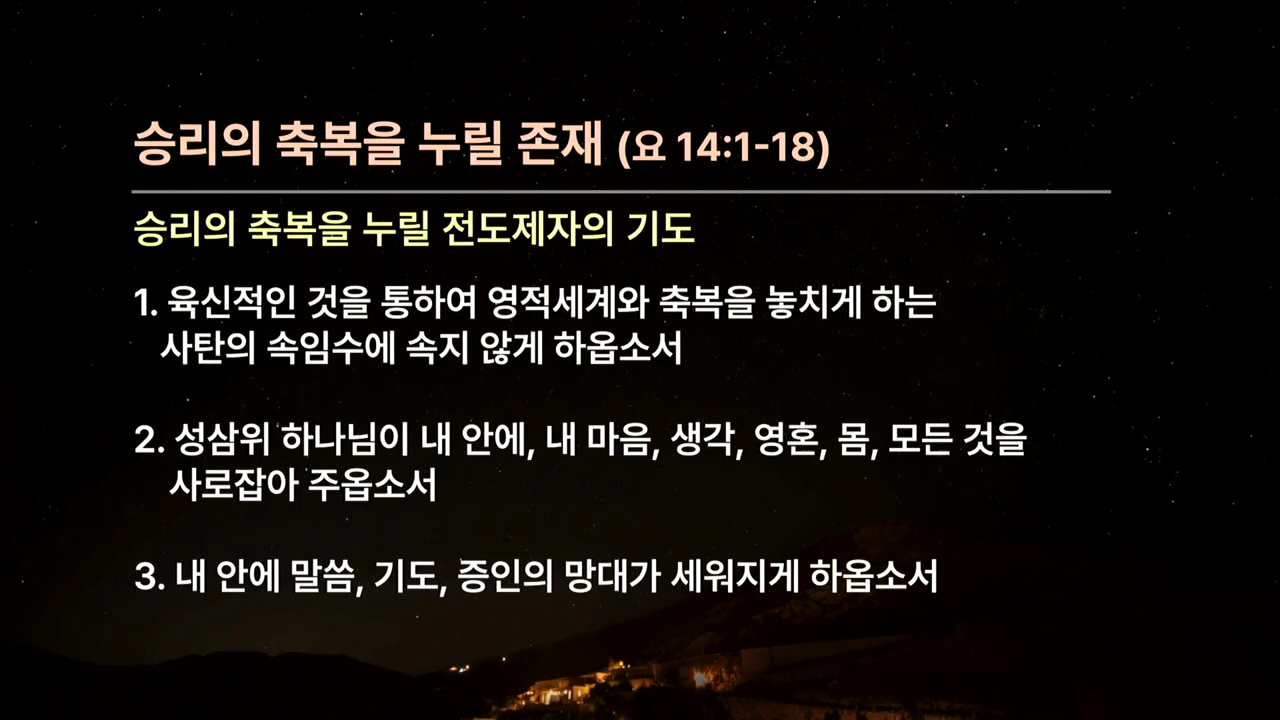 승리의 축복을 누릴 존재 (요 14:1-18)
승리의 축복을 누릴 전도제자의 기도
1. 육신적인 것을 통하여 영적세계와 축복을 놓치게 하는
사탄의 속임수에 속지 않게 하옵소서
2. 성삼위 하나님이 내 안에, 내 마음, 생각, 영혼, 몸, 모든 것을
사로잡아 주옵소서
3. 내 안에 말씀, 기도, 증인의 망대가 세워지게 하옵소서